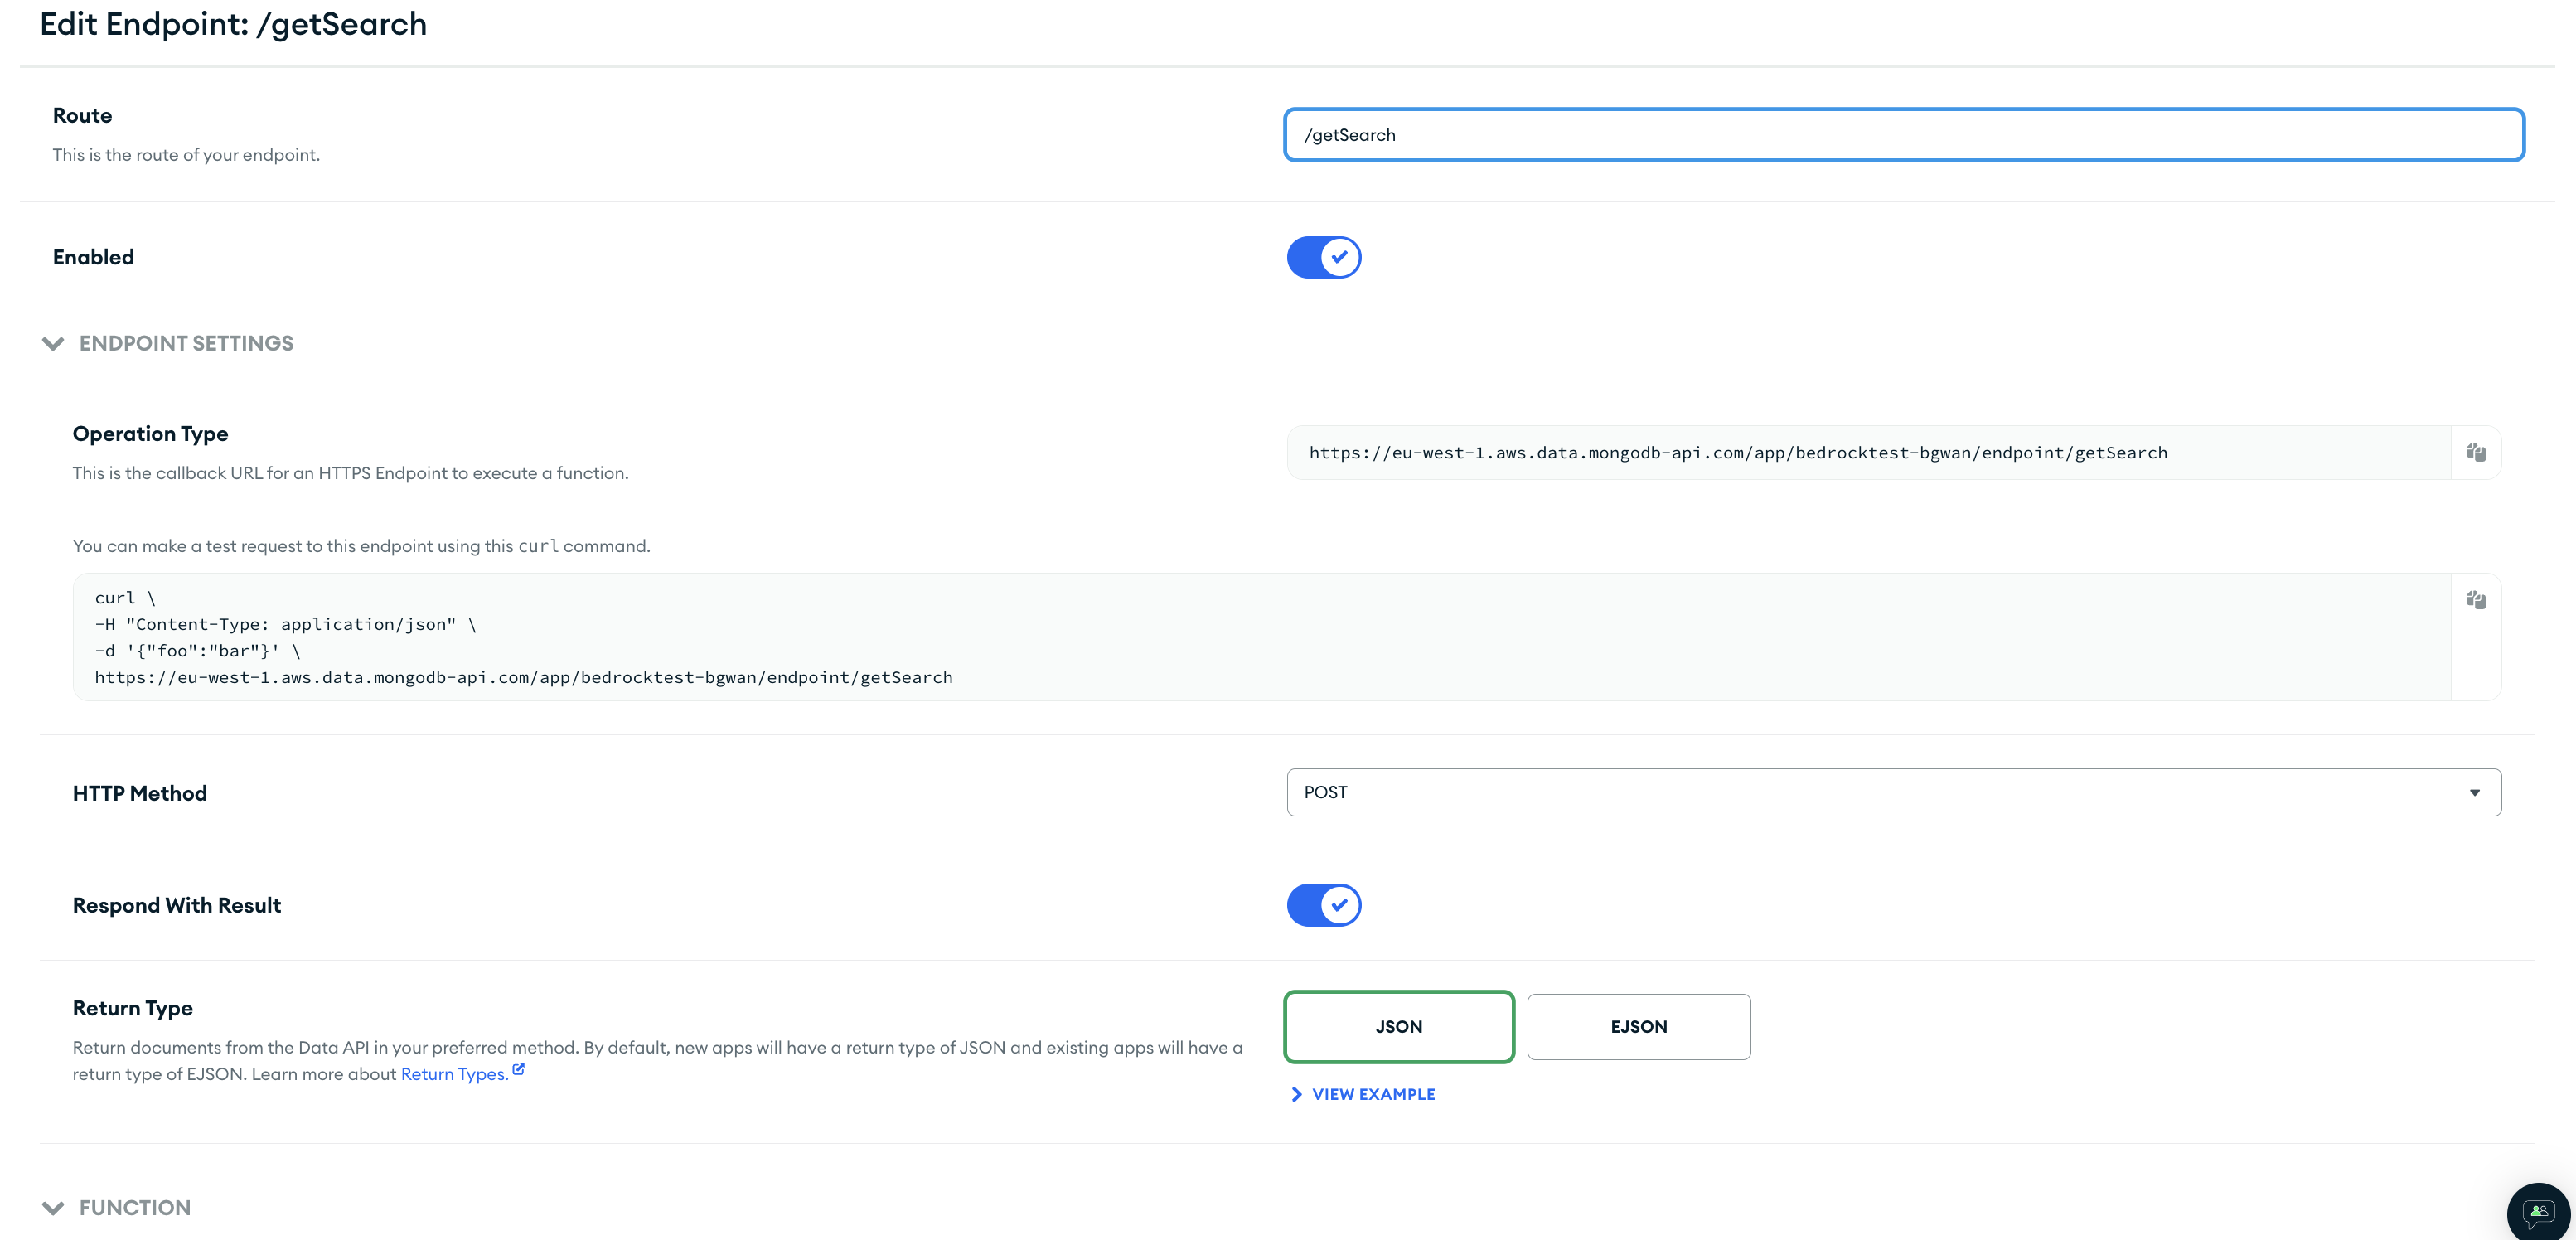 Edit Endpoint: /getSearch
Route
/getSearch
This is the route of your endpoint.
Enabled
ENDPOINT SETTINGS
Operation Type
https://eu-west-1.aws.data.mongodb-api.com/app/bedrocktest-bgwan/endpoint/getSearch
This is the callback URL for an HTTPS Endpoint to execute a function.
You can make a test request to this endpoint using this curl command.
curl \
-H "Content-Type: application/json" \
-d '{"foo":"bar"}' \
https://eu-west-1.aws.data.mongodb-api.com/app/bedrocktest-bgwan/endpoint/getSearch
HTTP Method
POST
Respond With Result
Return Type
JSON
EJSON
Return documents from the Data API in your preferred method. By default, new apps will have a return type of JSON and existing apps will have a
return type of EJSON. Learn more about Return Types.
VIEW EXAMPLE
FUNCTION